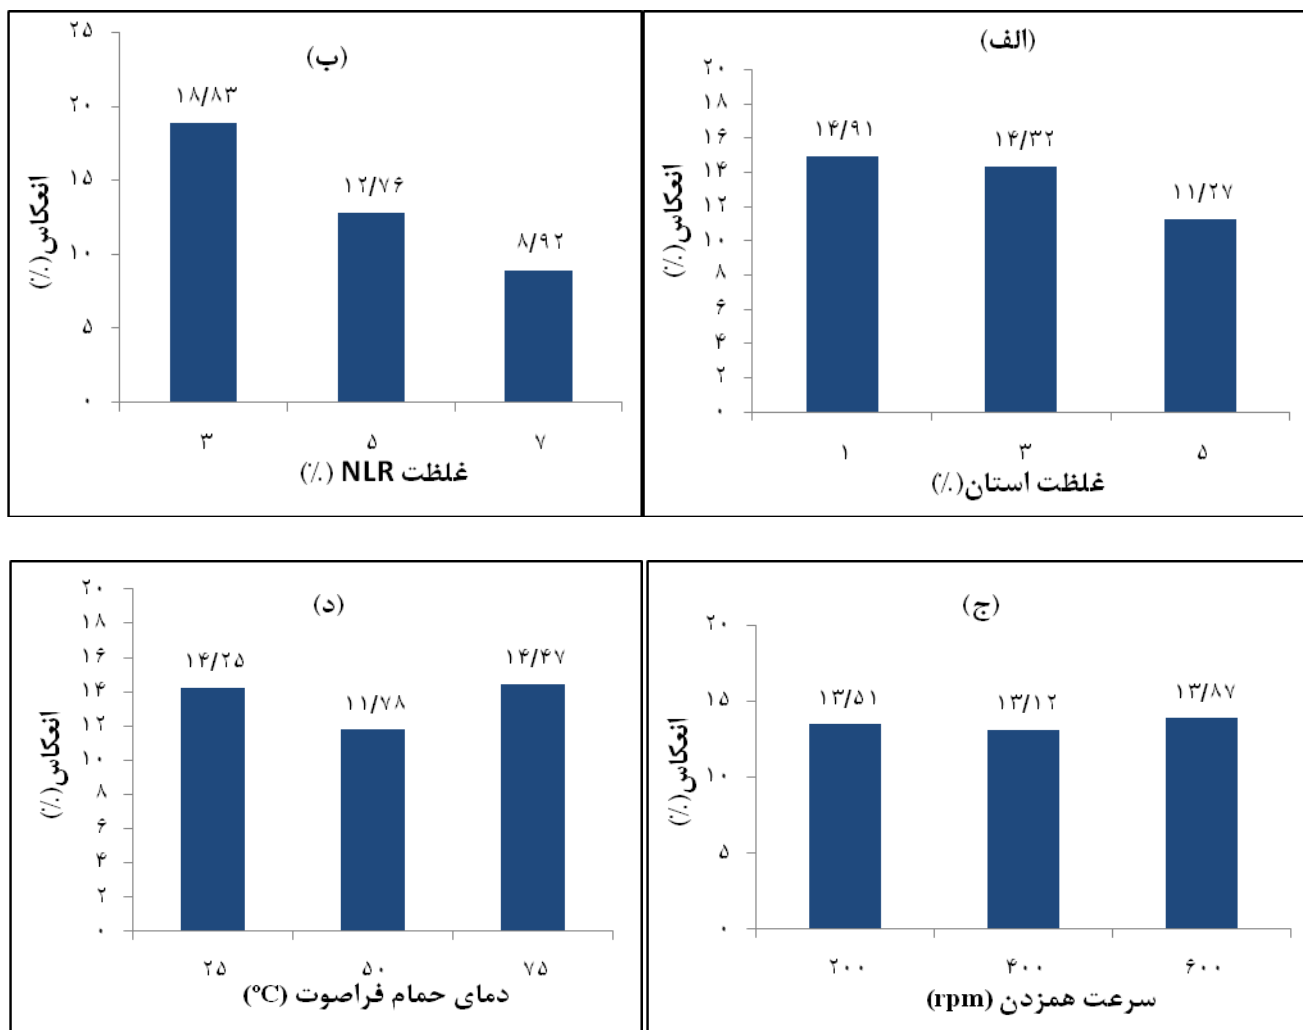 (الف)
انعکاس(٪)
۲۰
۱۸
۱۶
۱۴
۱۲
۱۰
۸
۶
۴
۲
۰
۱۴/۹۱
۱۴/۳۲
۱۱/۲۷
۱ ۳ ۵
غلظت استان(٪)
(ب)
انعکاس(٪)
۲۵
۲۰
۱۵
۱۰
۵
۰
۱۸/۸۳
۱۲/۷۶
۸/۹۲
۳ ۵ ۷
غلظت NLR (٪)
(ج)
انعکاس(٪)
۲۰
۱۵
۱۰
۵
۰
۱۳/۵۱
۱۳/۱۲
۱۳/۸۷
۲۰۰ ۴۰۰ ۶۰۰
سرعت همزدن (rpm)
(د)
انعکاس(٪)
۲۰
۱۸
۱۶
۱۴
۱۲
۱۰
۸
۶
۴
۲
۰
۱۴/۲۵
۱۱/۷۸
۱۴/۴۷
۲۵ ۵۰ ۷۵
دمای حمام فراصوت (°C)